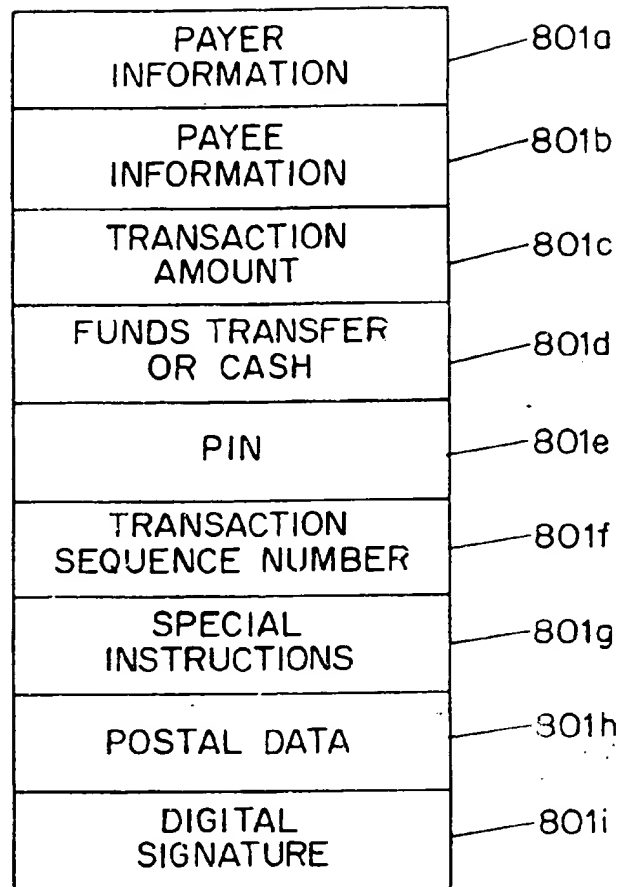 PAYER
INFORMATION
801a
PAYEE
INFORMATION
801b
TRANSACTION
AMOUNT
801c
FUNDS TRANSFER
OR CASH
801d
PIN
801e
TRANSACTION
SEQUENCE NUMBER
801f
SPECIAL
INSTRUCTIONS
801g
POSTAL DATA
801h
DIGITAL
SIGNATURE
801i